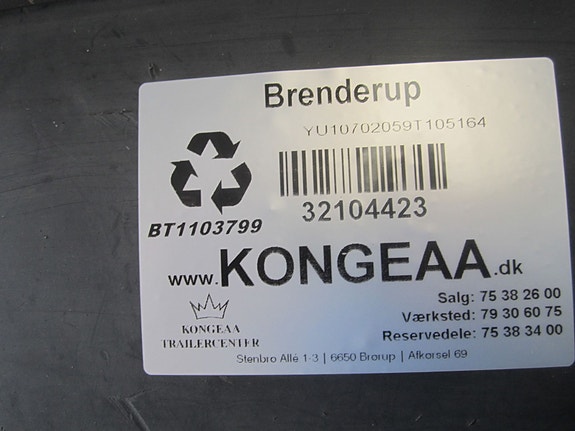 Brenderup
YU10702059T105164
32104423
BT1103799
www.KONGEAA.dk
Salg: 75 38 26 00
Værksted: 79 30 60 75
Reservedele: 75 38 34 00
KONGEAA
TRAILERCENTER
Stenbro Allé 1-3 | 6650 Brørup | Afkørsel 69